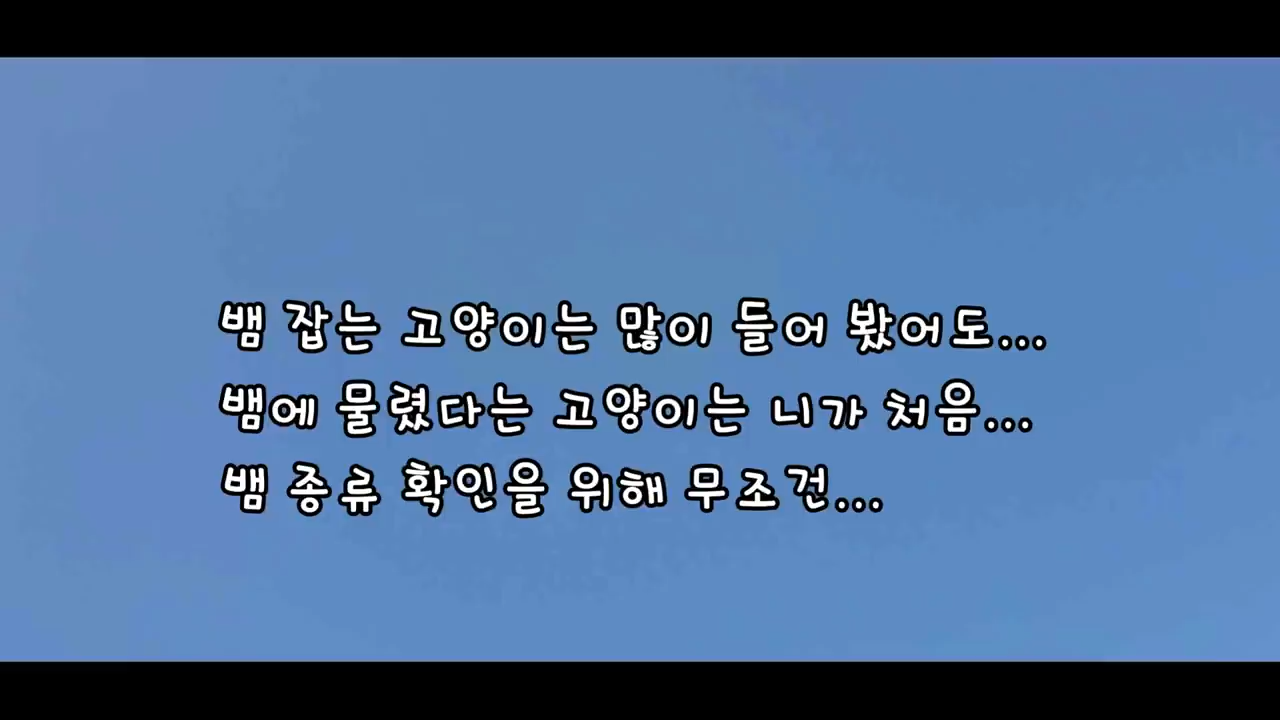 뱀 잡는 고양이는 많이 들어 봤어도...
뱀에 물렸다는 고양이는 니가 처음...
뱀 종류 확인을 위해 무조건...